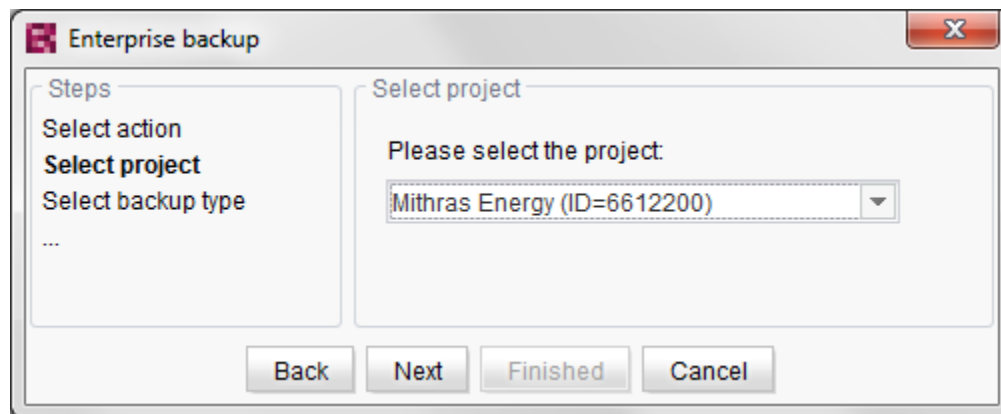 Enterprise backup
Steps
Select action
Select project
Select backup type
...
Select project
Please select the project:
Mithras Energy (ID=6612200)
Back Next Finished Cancel